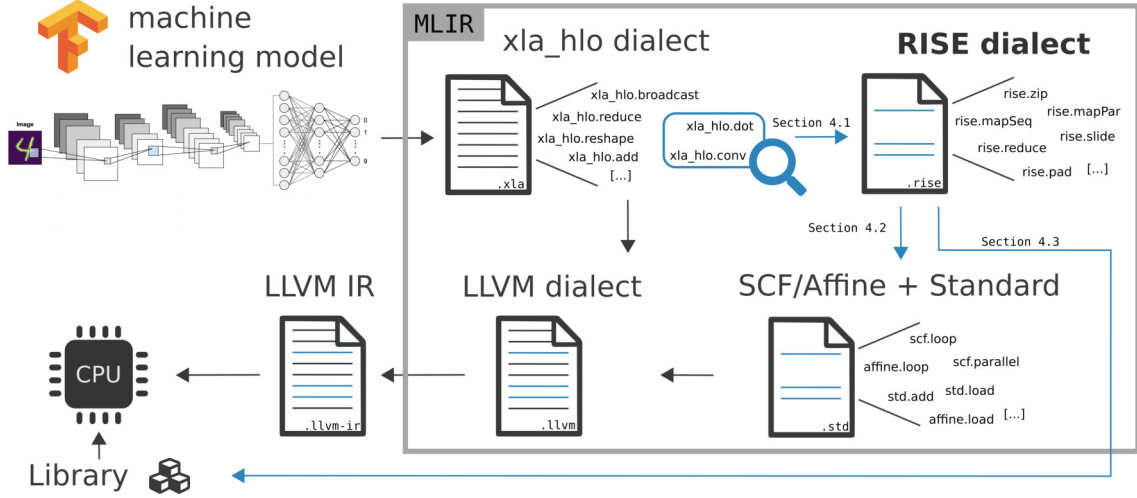 machine
learning model
Image
0
1
9
MLIR
xla_hlo dialect
xla_hlo.broadcast
xla_hlo.reduce
xla_hlo.reshape
xla_hlo.add
[...]
.xla
xla_hlo.dot
xla_hlo.conv
Section 4.1
RISE dialect
rise.zip
rise.mapPar
rise.mapSeq
rise.slide
rise.reduce
rise.pad
[...]
.rise
Section 4.2
Section 4.3
LLVM IR
.llvm-ir
LLVM dialect
.llvm
SCF/Affine + Standard
scf.loop
scf.parallel
affine.loop
std.load
std.add
affine.load
[...]
.std
CPU
Library